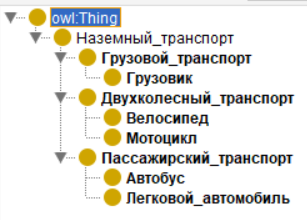 owl:Thing
Наземный_транспорт
Грузовой_транспорт
Грузовик
Двухколесный_транспорт
Велосипед
Мотоцикл
Пассажирский_транспорт
Автобус
Легковой_автомобиль